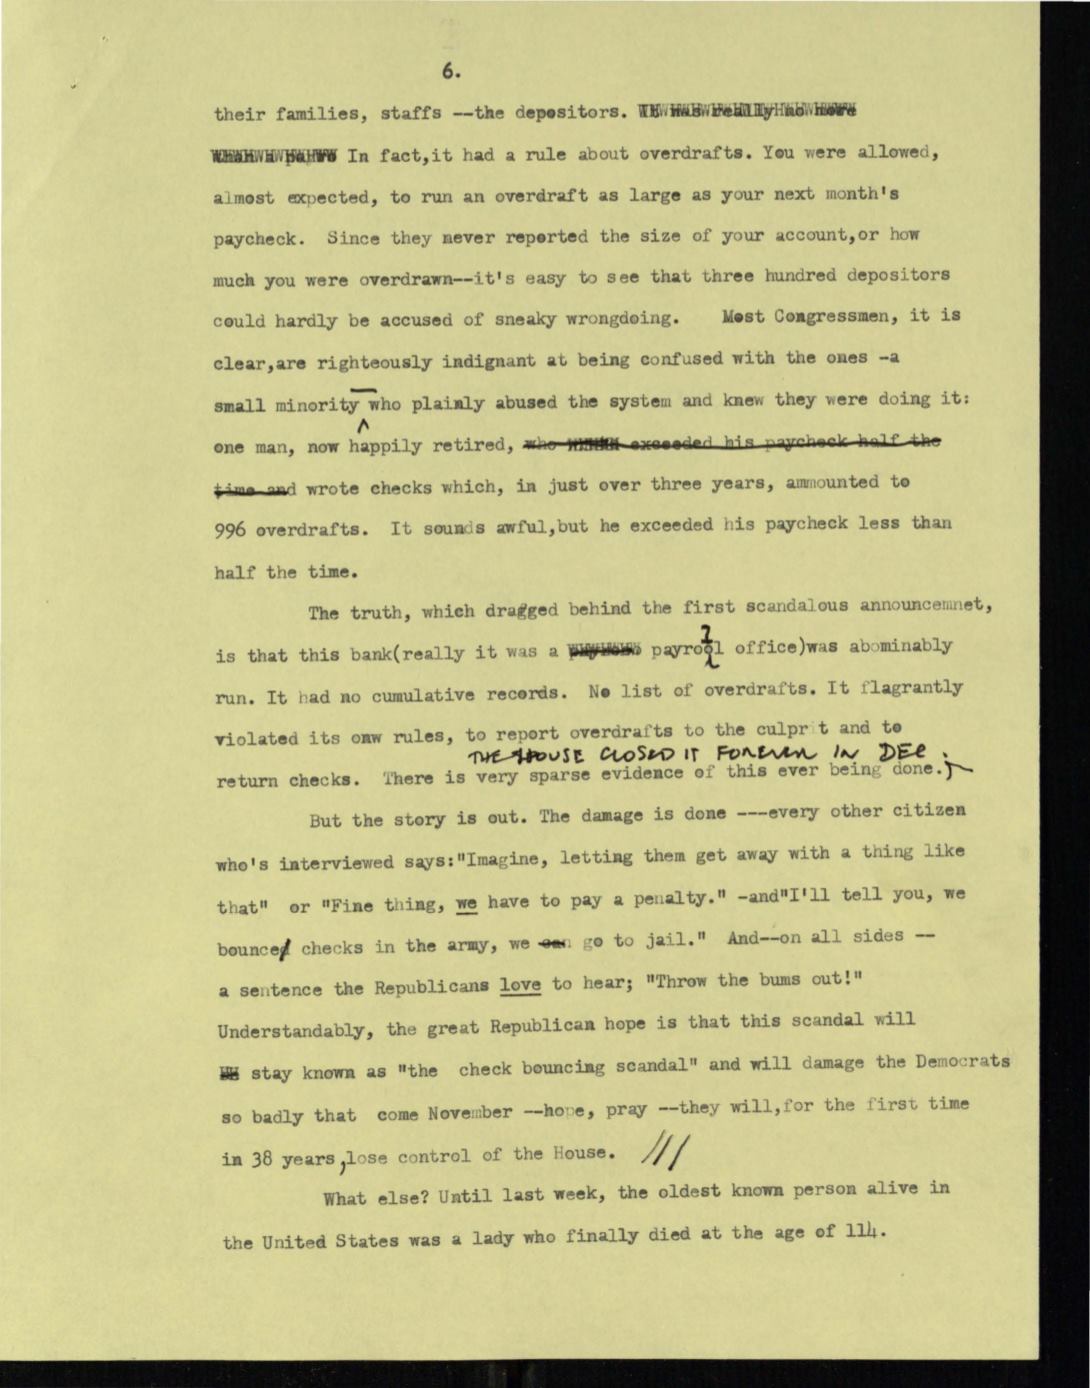 6.
their families, staffs --the depositors.
In fact,it had a rule about overdrafts. You were allowed,
almost expected, to run an overdraft as large as your next month's
paycheck. Since they never reported the size of your account,or how
much you were overdrawn--it's easy to see that three hundred depositors
could hardly be accused of sneaky wrongdoing. Most Congressmen, it is
clear,are righteously indignant at being confused with the ones -a
small minority — who plainly abused the system and knew they were doing it:
one man, now happily retired, who exceeded his paycheck half the
time and wrote checks which, in just over three years, ammounted to
996 overdrafts. It sounds awful,but he exceeded his paycheck less than
half the time.
The truth, which dragged behind the first scandalous announcemnet,
is that this bank(really it was a payroll office)was abominably
run. It had no cumulative records. No list of overdrafts. It flagrantly
violated its onw rules, to report overdrafts to the culprit and to
THE HOUSE CLOSED IT FOREVER IN DEC.
return checks. There is very sparse evidence of this ever being done.
But the story is out. The damage is done ---every other citizen
who's interviewed says:"Imagine, letting them get away with a thing like
that" or "Fine thing, we have to pay a penalty." -and"I'll tell you, we
bounce checks in the army, we can go to jail." And--on all sides --
a sentence the Republicans love to hear; "Throw the bums out!"
Understandably, the great Republican hope is that this scandal will
stay known as "the check bouncing scandal" and will damage the Democrats
so badly that come November --hope, pray --they will,for the first time
in 38 years,lose control of the House. ///
What else? Until last week, the oldest known person alive in
the United States was a lady who finally died at the age of 114.